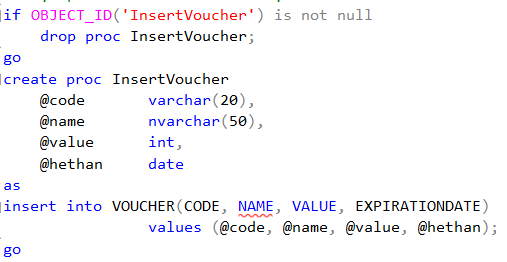 if OBJECT_ID('InsertVoucher') is not null
    drop proc InsertVoucher;
go
create proc InsertVoucher
    @code      varchar(20),
    @name      nvarchar(50),
    @value     int,
    @hethan    date
as
insert into VOUCHER(CODE, NAME, VALUE, EXPIRATIONDATE)
              values (@code, @name, @value, @hethan);
go